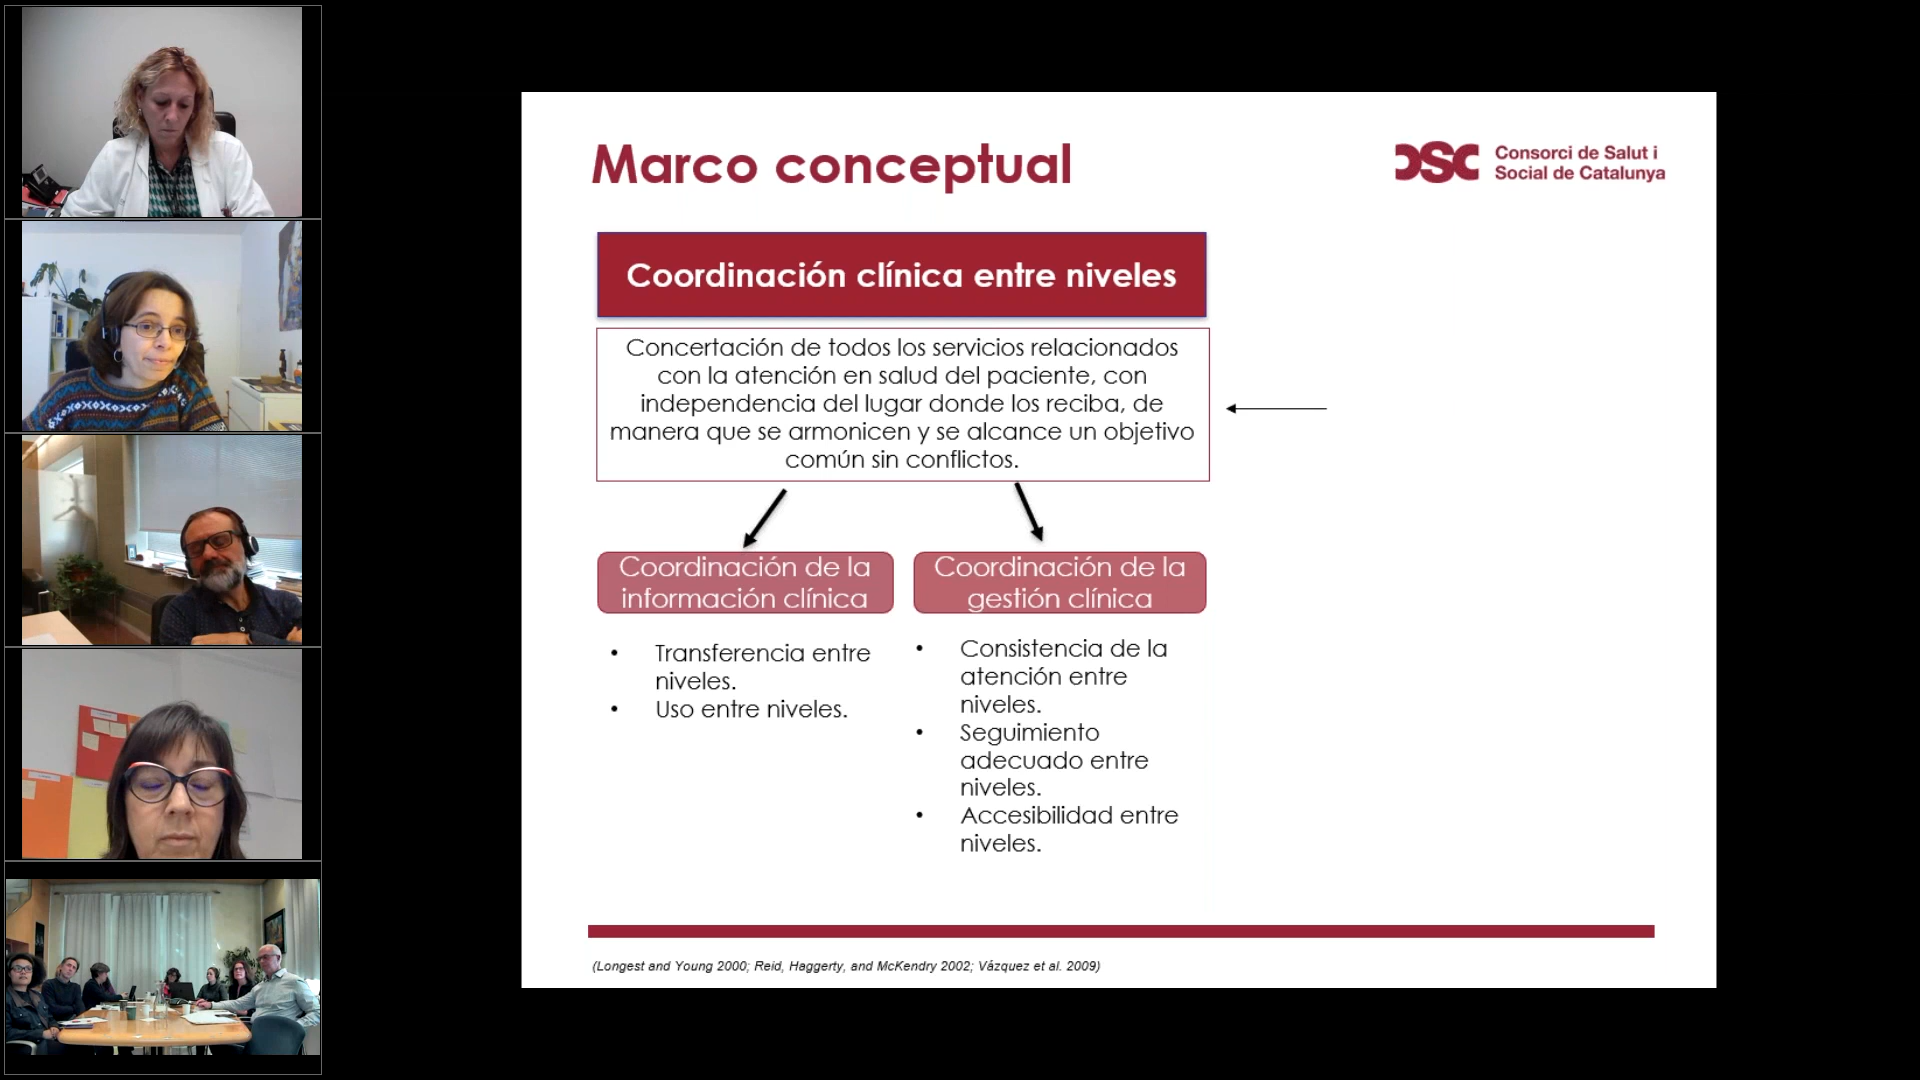 Marco conceptual
CSC
Consorci de Salut i
Social de Catalunya
Coordinación clínica entre niveles
Concertación de todos los servicios relacionados
con la atención en salud del paciente, con
independencia del lugar donde los reciba, de
manera que se armonicen y se alcance un objetivo
común sin conflictos.
Coordinación de la
información clínica
• Transferencia entre
niveles.
• Uso entre niveles.
Coordinación de la
gestión clínica
• Consistencia de la
atención entre
niveles.
• Seguimiento
adecuado entre
niveles.
• Accesibilidad entre
niveles.
(Longest and Young 2000; Reid, Haggerty, and McKendry 2002; Vázquez et al. 2009)